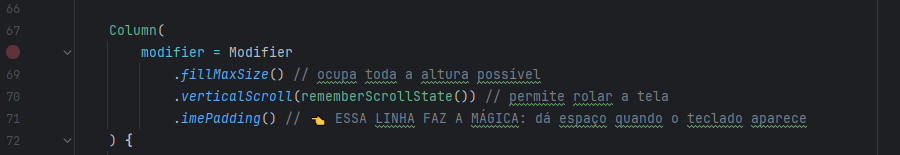 66
67 Column(
modifier = Modifier
69 .fillMaxSize() // ocupa toda a altura possível
70 .verticalScroll(rememberScrollState()) // permite rolar a tela
71 .imePadding() // 👈 ESSA LINHA FAZ A MÁGICA: dá espaço quando o teclado aparece
72 ) {